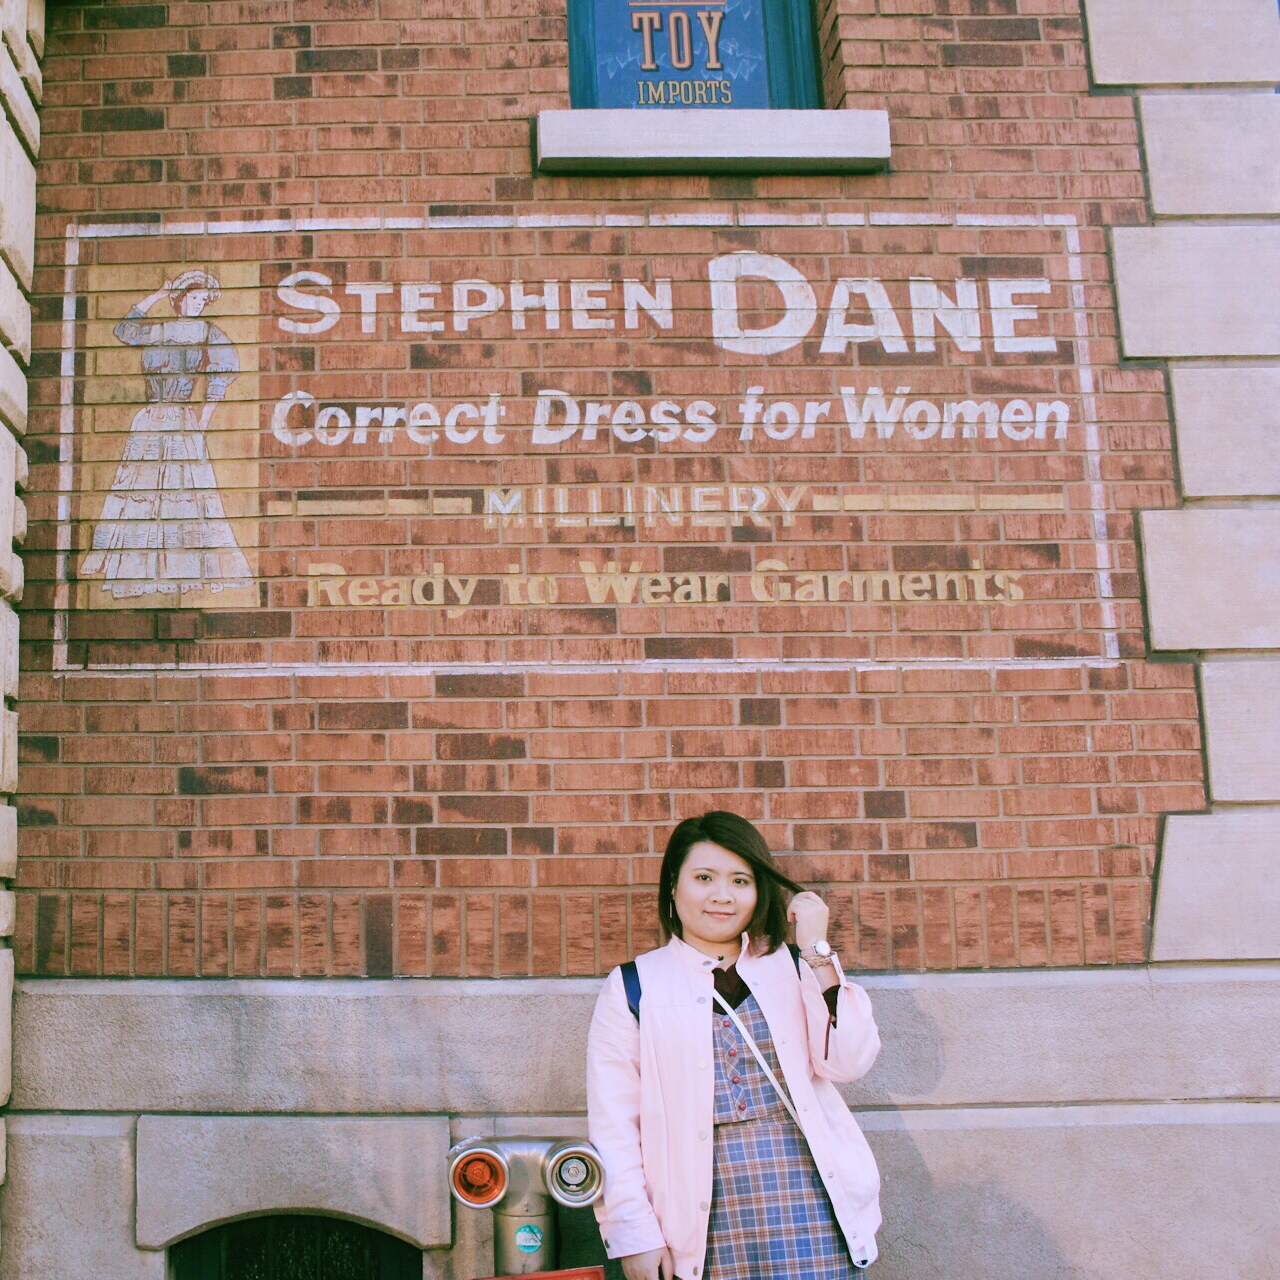 TOY
IMPORTS
STEPHEN DANE
Correct Dress for Women
MILLINERY
Ready to Wear Garments